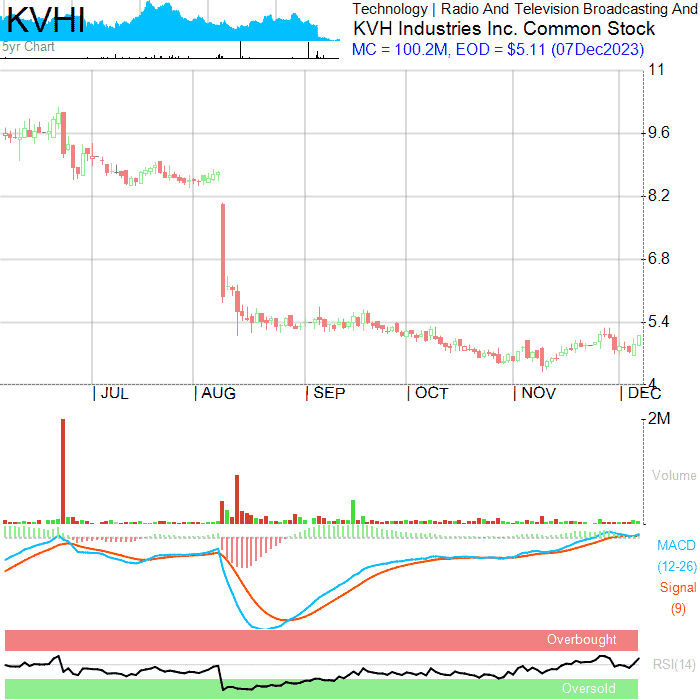 KVHI
5yr Chart
Technology | Radio And Television Broadcasting And
KVH Industries Inc. Common Stock
MC = 100.2M, EOD = $5.11 (07Dec2023)
11
9.6
8.2
6.8
5.4
4
JUL
AUG
SEP
OCT
NOV
DEC
2M
Volume
MACD
(12-26)
Signal
(9)
Overbought
RSI(14)
Oversold